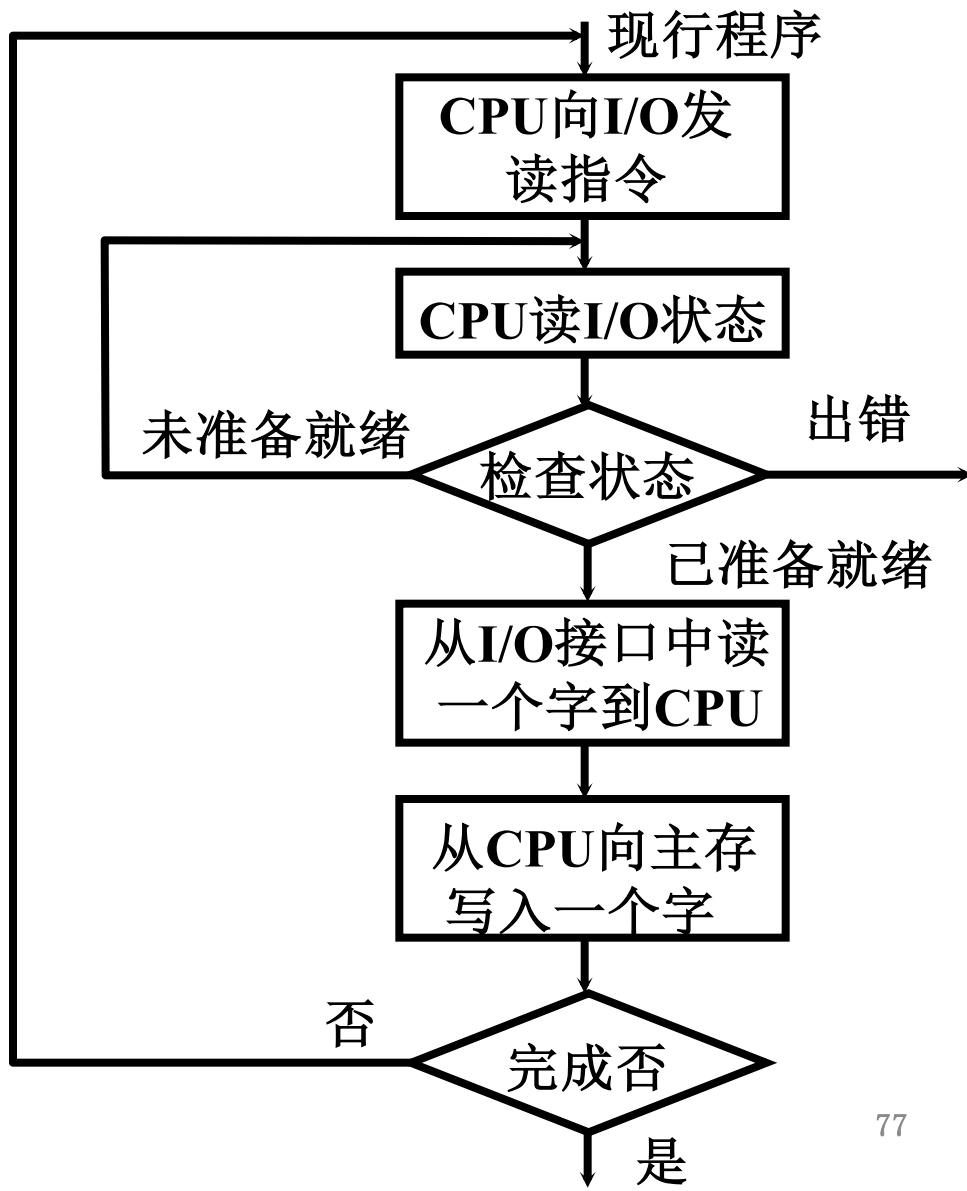 现行程序
CPU向I/O发
读指令
CPU读I/O状态
未准备就绪
出错
检查状态
已准备就绪
从I/O接口中读
一个字到CPU
从CPU向主存
写入一个字
否
完成否
77
是